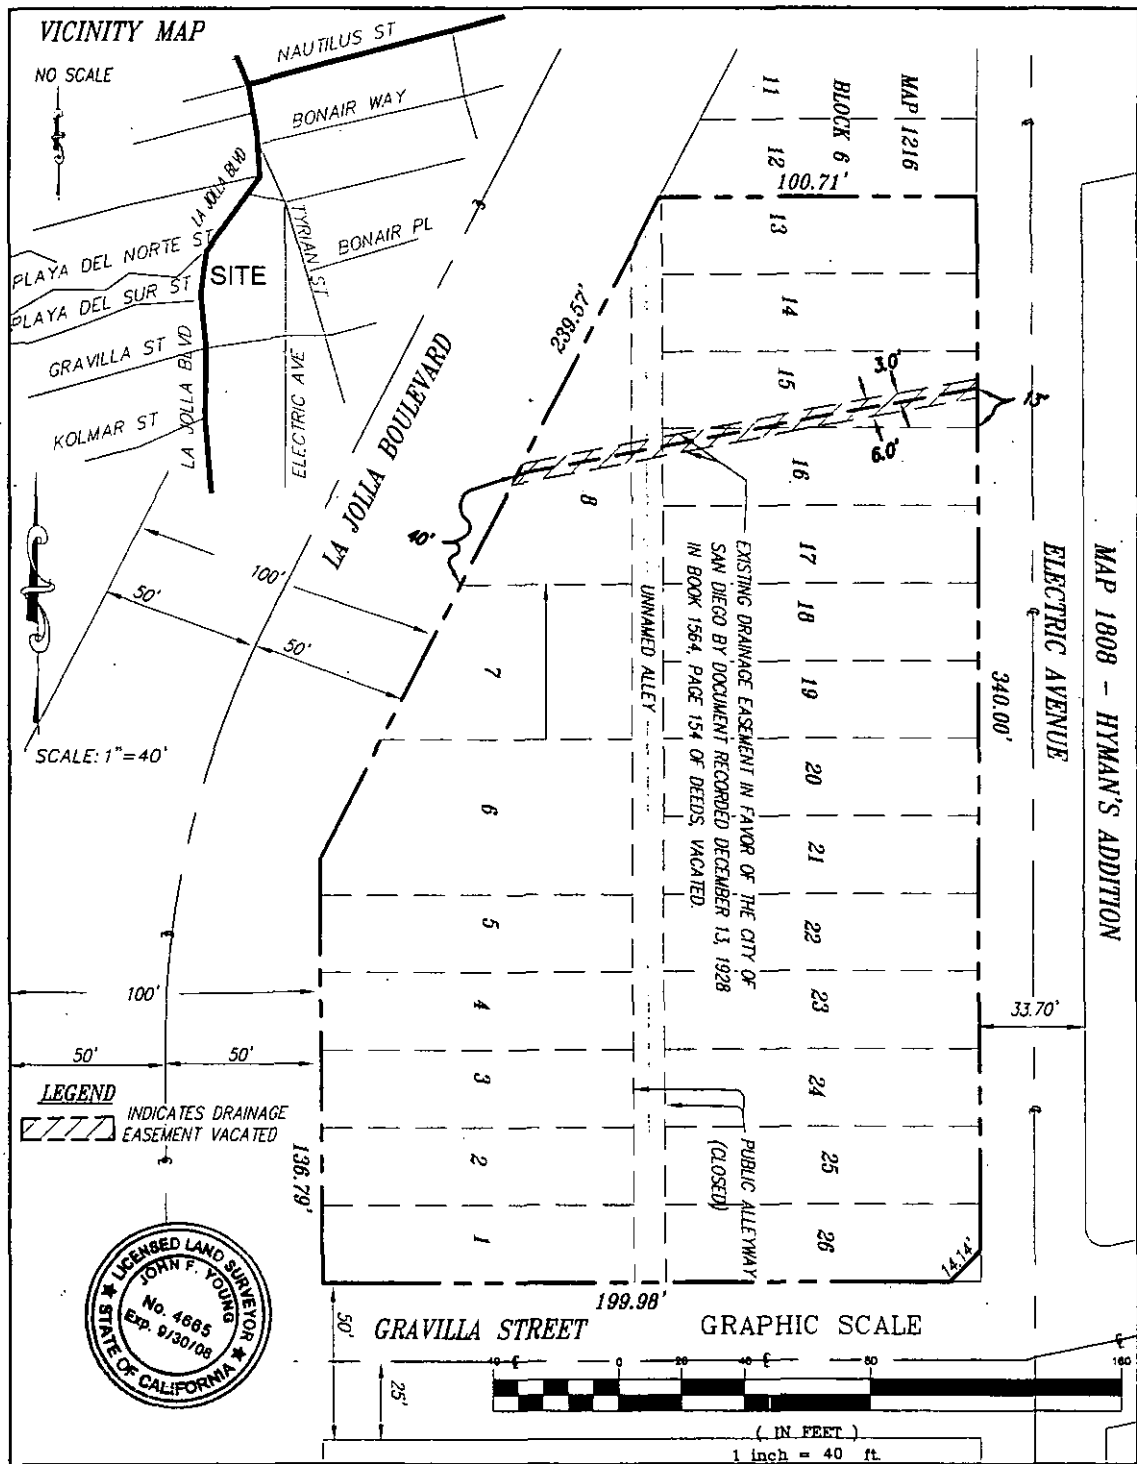 VICINITY MAP
NO SCALE
NAUTILUS ST
BONAIR WAY
LA JOLLA BLVD
TYRIAN ST
BONAIR PL
PLAYA DEL NORTE ST
SITE
PLAYA DEL SUR ST
GRAVILLA ST
LA JOLLA BLVD
ELECTRIC AVE
KOLMAR ST
SCALE: 1"=40'
LA JOLLA BOULEVARD
239.57'
100.71'
MAP 1216
BLOCK 6
11
12
13
14
15
16
17
18
19
20
21
22
23
24
25
26
3.0'
6.0'
13'
40'
8
7
6
5
4
3
2
1
100'
50'
50'
UNNAMED ALLEY
EXISTING DRAINAGE EASEMENT IN FAVOR OF THE CITY OF
SAN DIEGO BY DOCUMENT RECORDED DECEMBER 13, 1928
IN BOOK 1564, PAGE 154 OF DEEDS, VACATED.
PUBLIC ALLEYWAY
(CLOSED)
340.00'
ELECTRIC AVENUE
MAP 1808 - HYMAN'S ADDITION
33.70'
100'
50'
50'
LEGEND
INDICATES DRAINAGE
EASEMENT VACATED
136.79'
14.14'
199.98'
LICENSED LAND SURVEYOR
JOHN F. YOUNG
No. 4665
Exp. 9/30/08
STATE OF CALIFORNIA
50'
25'
GRAVILLA STREET
GRAPHIC SCALE
40
0
20
40
80
160
( IN FEET )
1 inch = 40 ft.